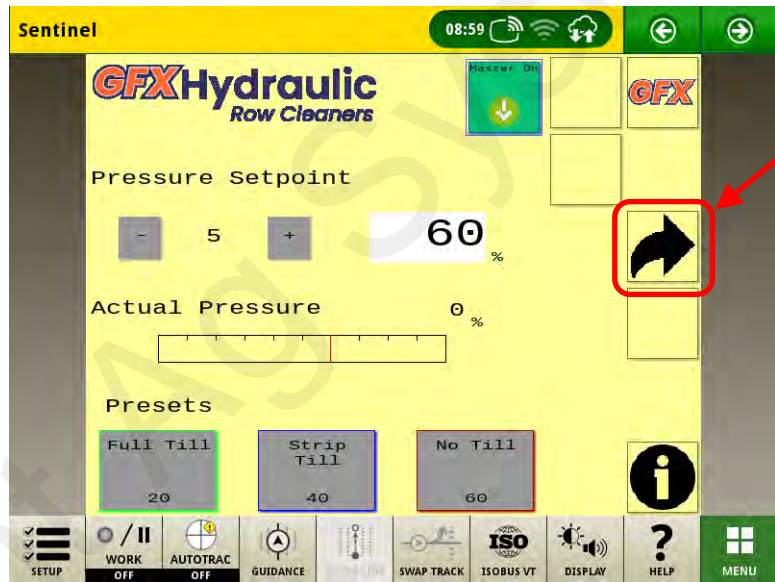 Sentinel
08:59
GFX Hydraulic
Row Cleaners
Master On
GFX
Pressure Setpoint
- 5 + 60 %
Actual Pressure 0 %
Presets
Full Till
20
Strip
Till
40
No Till
60
i
SETUP
WORK
OFF
AUTOTRAC
OFF
GUIDANCE
SWAP TRACK
ISO
ISOBUS VT
DISPLAY
?
HELP
MENU